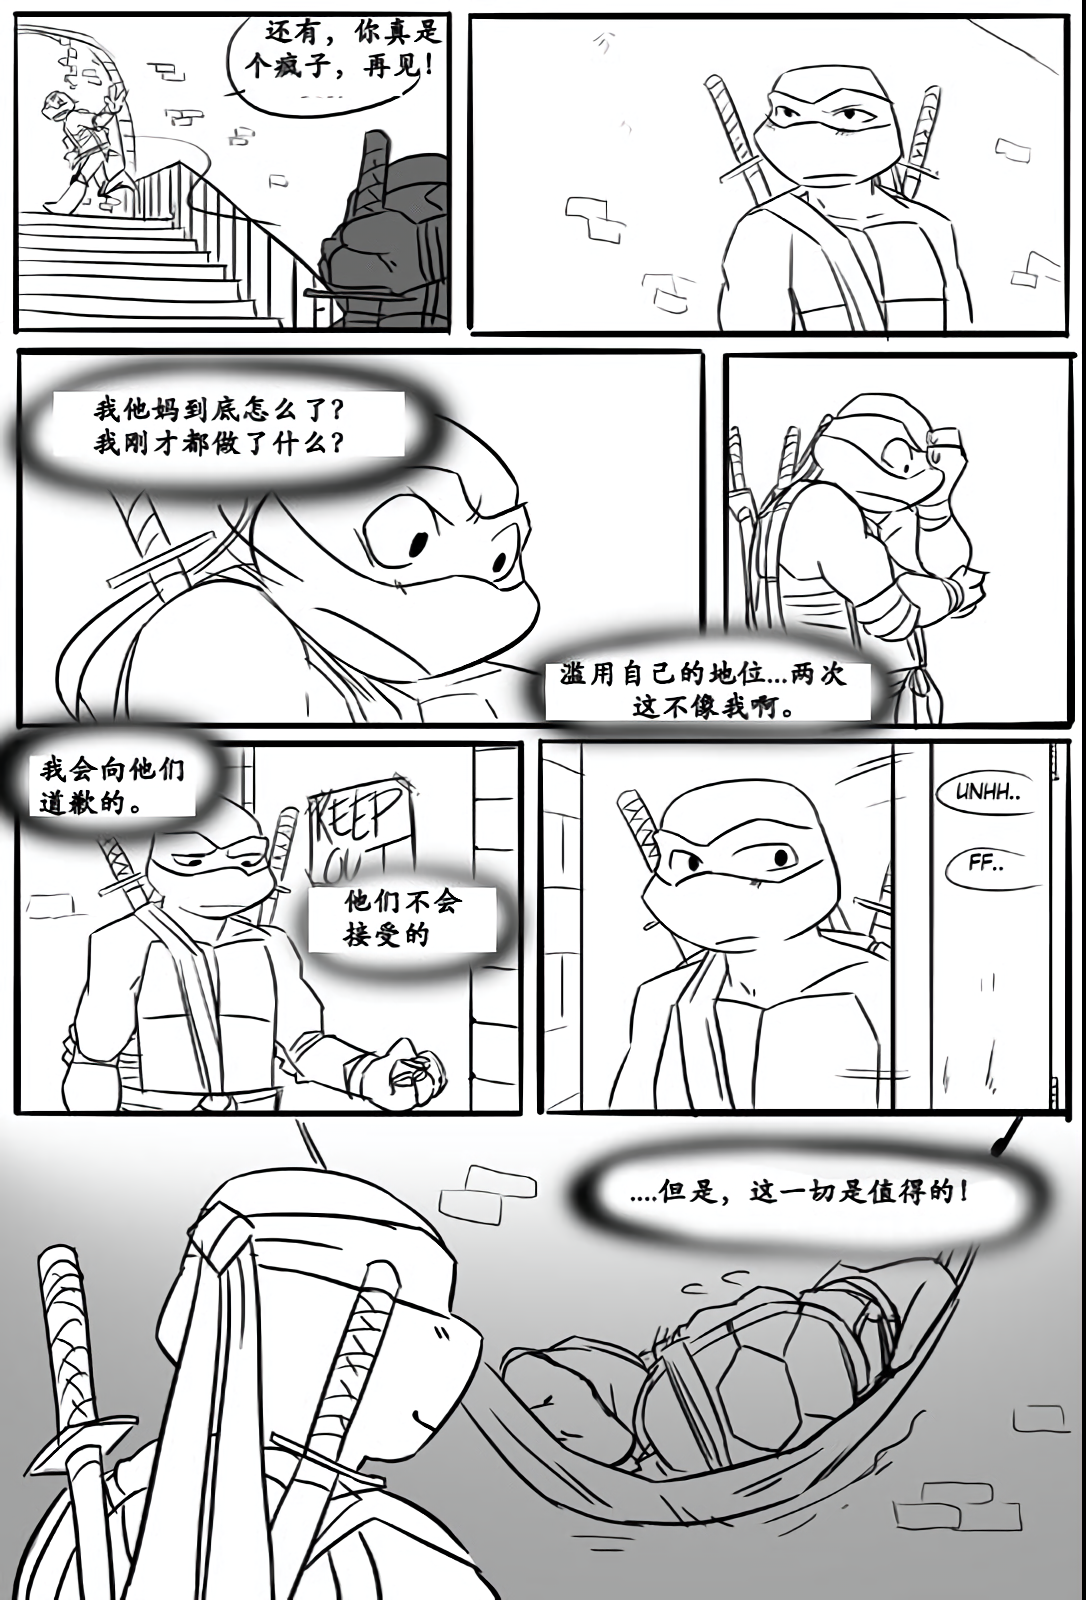 还有，你真是
个疯子，再见！
我他妈到底怎么了？
我刚才都做了什么？
滥用自己的地位...两次
这不像我啊。
我会向他们
道歉的。
KEEP
OU
他们不会
接受的
UNHH..
FF..
....但是，这一切是值得的！